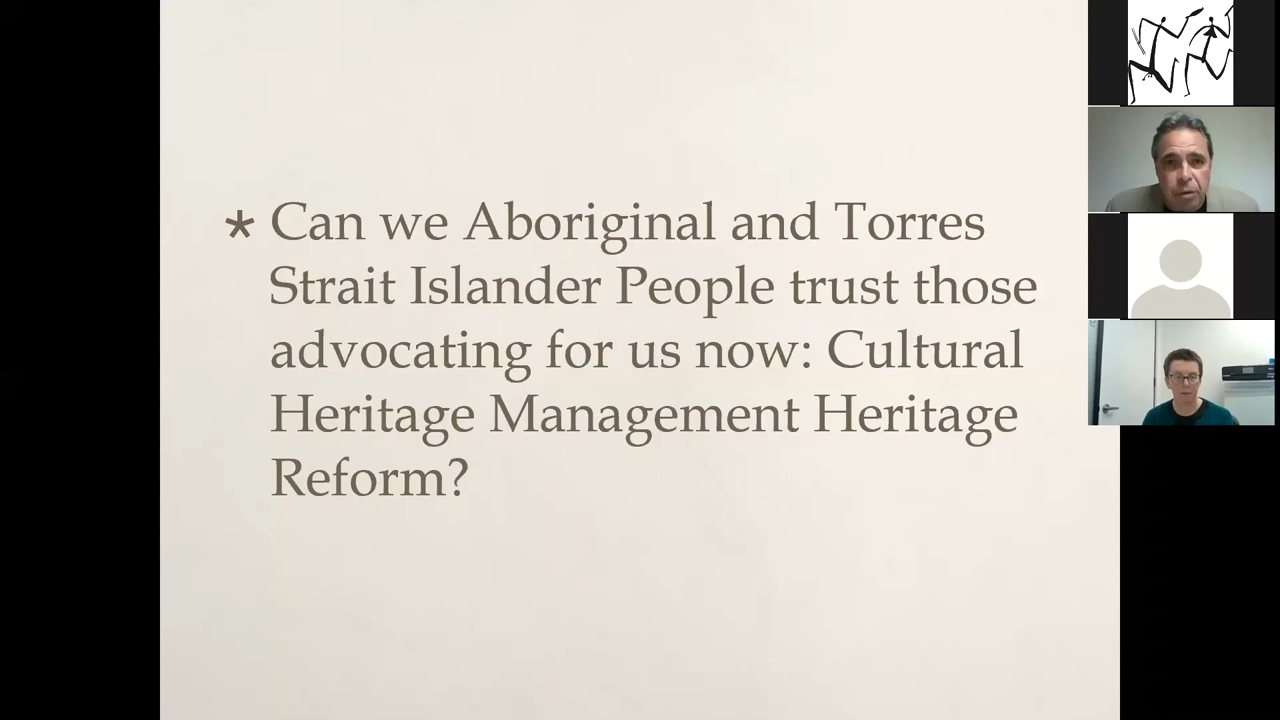 * Can we Aboriginal and Torres
Strait Islander People trust those
advocating for us now: Cultural
Heritage Management Heritage
Reform?